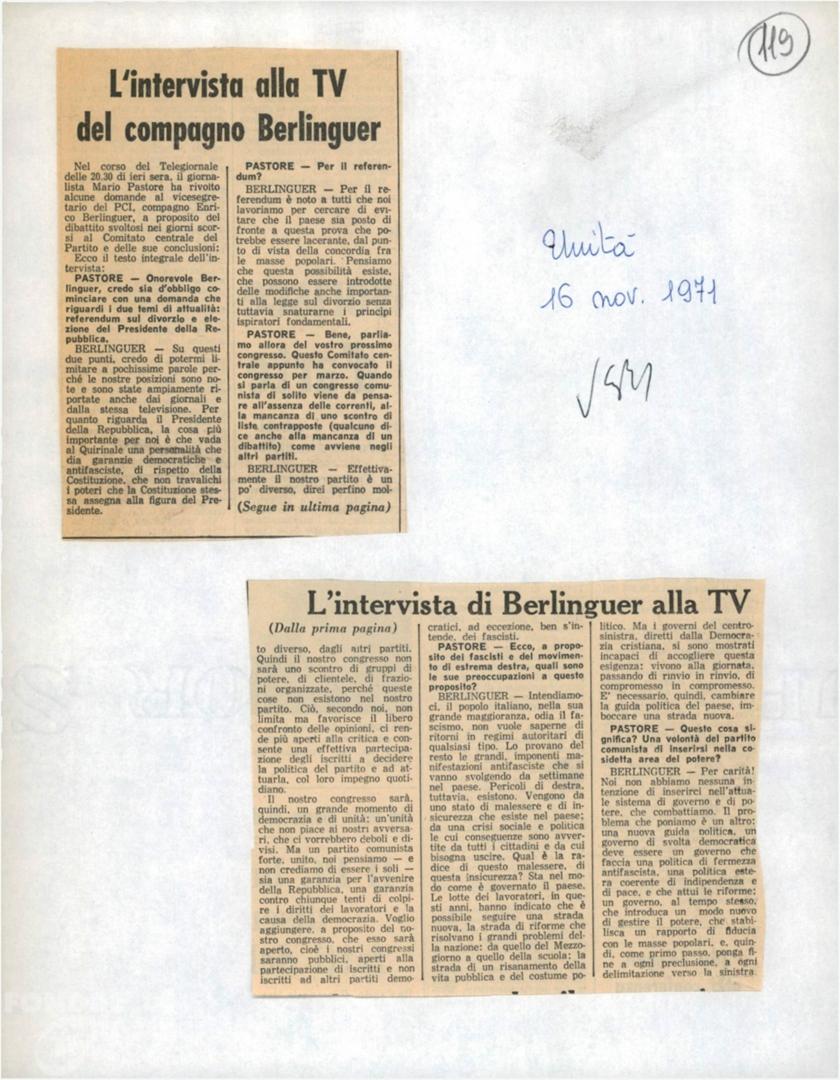 119
L'intervista alla TV
del compagno Berlinguer
Nel corso del Telegiornale
delle 20.30 di ieri sera, il giorna-
lista Mario Pastore ha rivolto
alcune domande al vicesegre-
tario del PCI, compagno Enri-
co Berlinguer, a proposito del
dibattito svoltosi nei giorni scor-
si al Comitato centrale del
Partito e delle sue conclusioni:
Ecco il testo integrale dell'in-
tervista:
PASTORE — Onorevole Ber-
linguer, credo sia d'obbligo co-
minciare con una domanda che
riguardi i due temi di attualità:
referendum sul divorzio e ele-
zione del Presidente della Re-
pubblica.
BERLINGUER — Su questi
due punti, credo di potermi li-
mitare a pochissime parole per-
ché le nostre posizioni sono no-
te e sono state ampiamente ri-
portate anche dai giornali e
dalla stessa televisione. Per
quanto riguarda il Presidente
della Repubblica, la cosa più
importante per noi è che vada
al Quirinale una personalità che
dia garanzie democratiche e
antifasciste, di rispetto della
Costituzione, che non travalichi
i poteri che la Costituzione stes-
sa assegna alla figura del Pre-
sidente.
PASTORE — Per il referen-
dum?
BERLINGUER — Per il re-
ferendum è noto a tutti che noi
lavoriamo per cercare di evi-
tare che il paese sia posto di
fronte a questa prova che po-
trebbe essere lacerante, dal pun-
to di vista della concordia fra
le masse popolari. Pensiamo
che questa possibilità esiste,
che possono essere introdotte
delle modifiche anche importan-
ti alla legge sul divorzio senza
tuttavia snaturarne i principi
ispiratori fondamentali.
PASTORE — Bene, parlia-
mo allora del vostro prossimo
congresso. Questo Comitato cen-
trale appunto ha convocato il
congresso per marzo. Quando
si parla di un congresso comu-
nista di solito viene da pensa-
re all'assenza delle correnti, al-
la mancanza di uno scontro di
liste contrapposte (qualcuno di-
ce anche alla mancanza di un
dibattito) come avviene negli
altri partiti.
BERLINGUER — Effettiva-
mente il nostro partito è un
po' diverso, direi perfino mol-
(Segue in ultima pagina)
Unità
16 nov. 1971
L'intervista di Berlinguer alla TV
(Dalla prima pagina)
to diverso, dagli altri partiti.
Quindi il nostro congresso non
sarà uno scontro di gruppi di
potere, di clientele, di frazio-
ni organizzate, perché queste
cose non esistono nel nostro
partito. Ciò, secondo noi, non
limita ma favorisce il libero
confronto delle opinioni, ci ren-
de più aperti alla critica e con-
sente una effettiva partecipa-
zione degli iscritti a decidere
la politica del partito e ad at-
tuarla, col loro impegno quoti-
diano.
Il nostro congresso sarà,
quindi, un grande momento di
democrazia e di unità: un'unità
che non piace ai nostri avversa-
ri, che ci vorrebbero deboli e di-
visi. Ma un partito comunista
forte, unito, noi pensiamo — e
non crediamo di essere i soli —
sia una garanzia per l'avvenire
della Repubblica, una garanzia
contro chiunque tenti di colpi-
re i diritti dei lavoratori e la
causa della democrazia. Voglio
aggiungere, a proposito del no-
stro congresso, che esso sarà
aperto, cioè i nostri congressi
saranno pubblici, aperti alla
partecipazione di iscritti e non
iscritti ad altri partiti demo-
cratici, ad eccezione, ben s'in-
tende, dei fascisti.
PASTORE — Ecco, a propo-
sito dei fascisti e del movimen-
to di estrema destra, quali sono
le sue preoccupazioni a questo
proposito?
BERLINGUER — Intendiamo-
ci, il popolo italiano, nella sua
grande maggioranza, odia il fa-
scismo, non vuole saperne di
ritorni in regimi autoritari di
qualsiasi tipo. Lo provano del
resto le grandi, imponenti ma-
nifestazioni antifasciste che si
vanno svolgendo da settimane
nel paese. Pericoli di destra,
tuttavia, esistono. Vengono da
uno stato di malessere e di in-
sicurezza che esiste nel paese;
da una crisi sociale e politica
le cui conseguenze sono avver-
tite da tutti i cittadini e da cui
bisogna uscire. Qual è la ra-
dice di questo malessere, di
questa insicurezza? Sta nel mo-
do come è governato il paese.
Le lotte dei lavoratori, in que-
sti anni, hanno indicato che è
possibile seguire una strada
nuova, la strada di riforme che
risolvano i grandi problemi del-
la nazione: da quello del Mezzo-
giorno a quello della scuola; la
strada di un risanamento della
vita pubblica e del costume po-
litico. Ma i governi del centro-
sinistra, diretti dalla Democra-
zia cristiana, si sono mostrati
incapaci di accogliere questa
esigenza: vivono alla giornata,
passando di rinvio in rinvio, di
compromesso in compromesso.
E' necessario, quindi, cambiare
la guida politica del paese, im-
boccare una strada nuova.
PASTORE — Questo cosa si-
gnifica? Una volontà del partito
comunista di inserirsi nella co-
sidetta area del potere?
BERLINGUER — Per carità!
Noi non abbiamo nessuna in-
tenzione di inserirci nell'attua-
le sistema di governo e di po-
tere, che combattiamo. Il pro-
blema che poniamo è un altro:
una nuova guida politica, un
governo di svolta democratica
deve essere un governo che
faccia una politica di fermezza
antifascista, una politica este-
ra coerente di indipendenza e
di pace, e che attui le riforme;
un governo, al tempo stesso,
che introduca un modo nuovo
di gestire il potere, che stabi-
lisca un rapporto di fiducia
con le masse popolari, e, quin-
di, come primo passo, ponga fi-
ne a ogni preclusione, a ogni
delimitazione verso la sinistra.